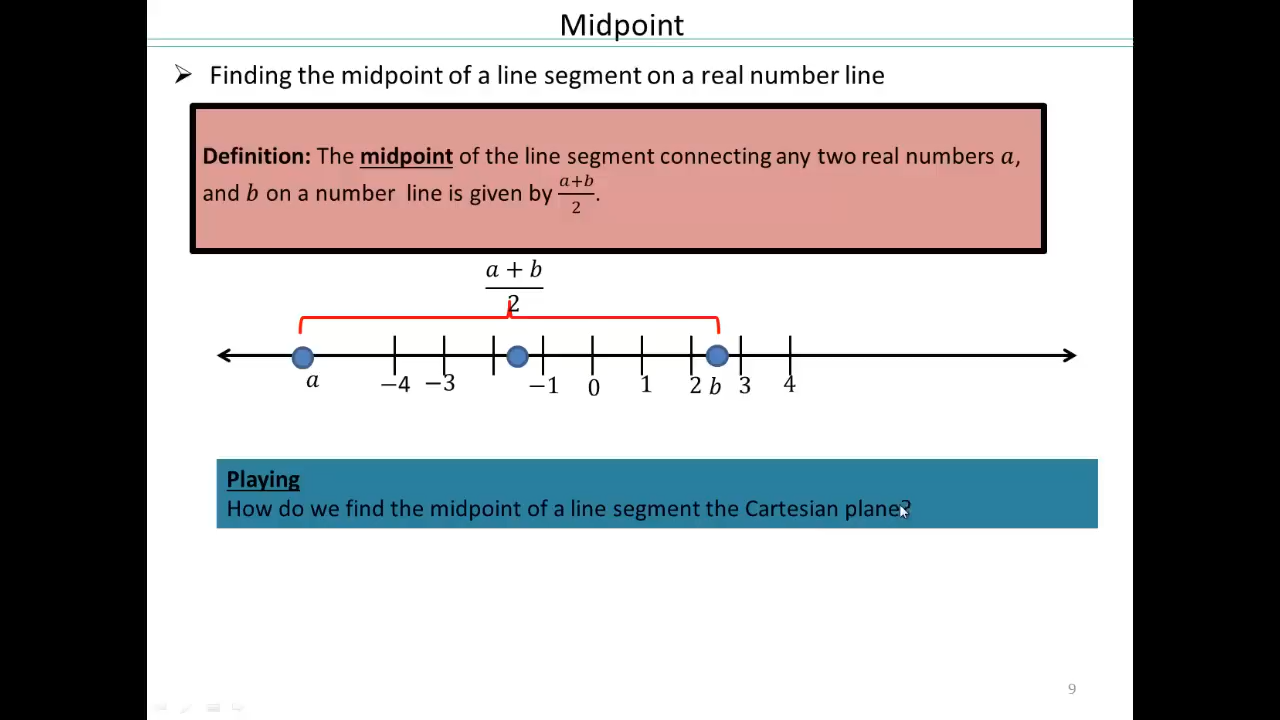 Midpoint
➢ Finding the midpoint of a line segment on a real number line
Definition: The midpoint of the line segment connecting any two real numbers a,
and b on a number line is given by \frac{a+b}{2}.
\frac{a + b}{2}
a −4 −3 −1 0 1 2 b 3 4
Playing
How do we find the midpoint of a line segment the Cartesian plane?
9